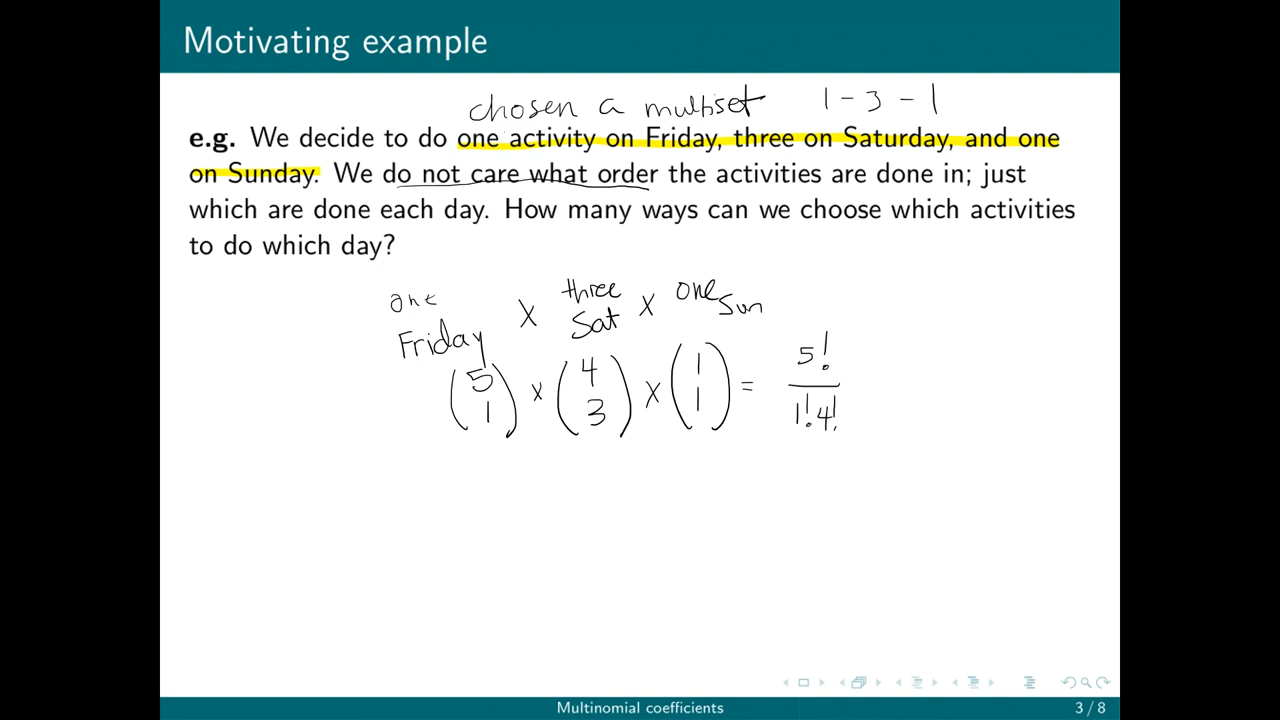 Motivating example
chosen a multiset 1-3-1
e.g. We decide to do one activity on Friday, three on Saturday, and one
on Sunday. We do not care what order the activities are done in; just
which are done each day. How many ways can we choose which activities
to do which day?
one Friday × three Sat × one Sun
(5 1) × (4 3) × (1 1) = 5! / 1!4!
Multinomial coefficients 3 / 8